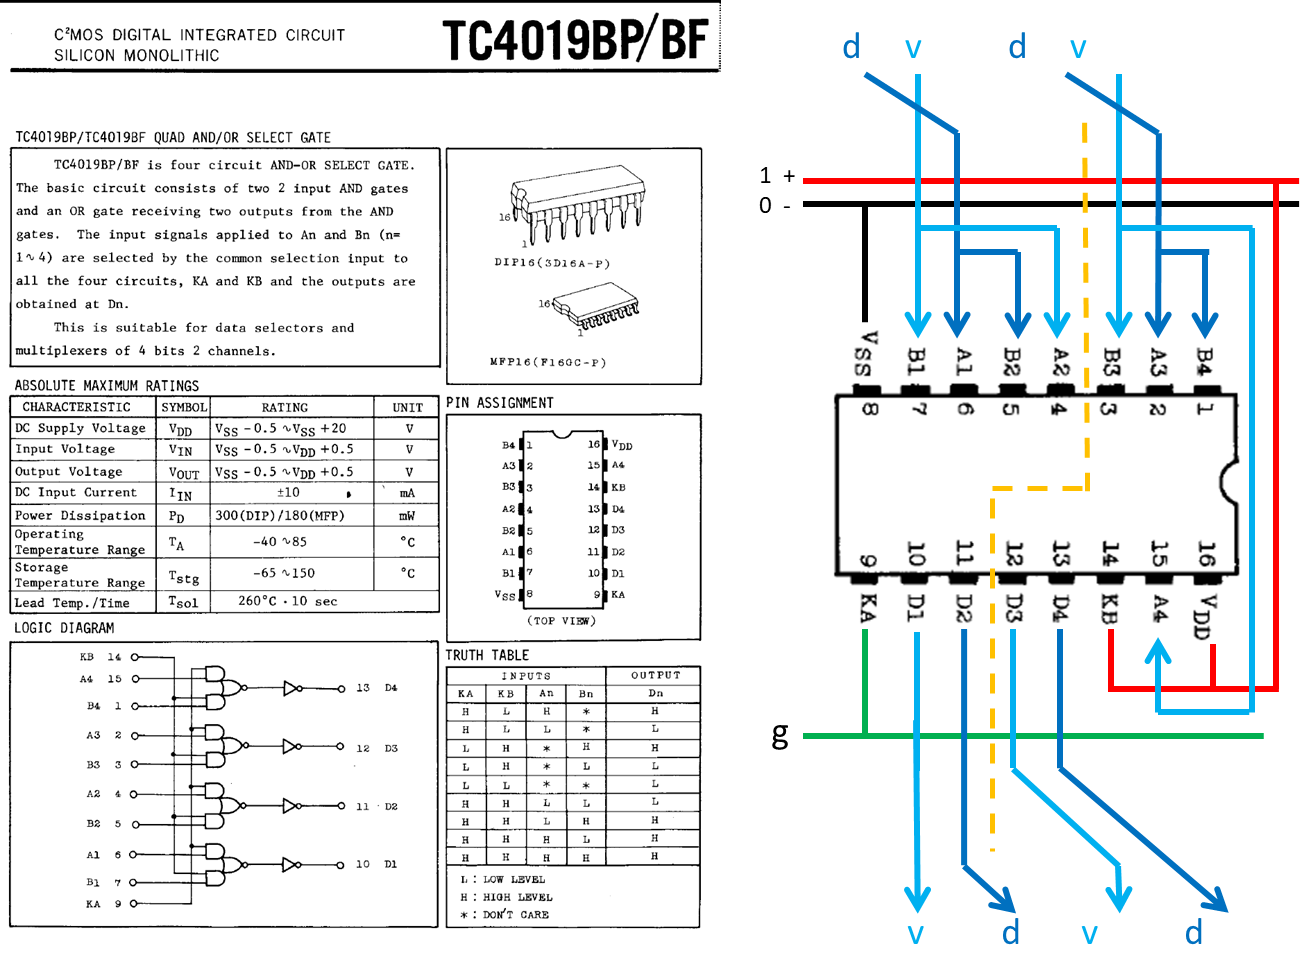 C²MOS DIGITAL INTEGRATED CIRCUIT
SILICON MONOLITHIC
TC4019BP/BF
TC4019BP/TC4019BF QUAD AND/OR SELECT GATE
TC4019BP/BF is four circuit AND-OR SELECT GATE.
The basic circuit consists of two 2 input AND gates
and an OR gate receiving two outputs from the AND
gates. The input signals applied to An and Bn (n=
1∿4) are selected by the common selection input to
all the four circuits, KA and KB and the outputs are
obtained at Dn.
This is suitable for data selectors and
multiplexers of 4 bits 2 channels.
16
1
DIP16(3D16A-P)
16
1
MFP16(F16GC-P)
ABSOLUTE MAXIMUM RATINGS
CHARACTERISTIC SYMBOL RATING UNIT
DC Supply Voltage VDD VSS-0.5∿VSS+20 V
Input Voltage VIN VSS-0.5∿VDD+0.5 V
Output Voltage VOUT VSS-0.5∿VDD+0.5 V
DC Input Current IIN ±10 mA
Power Dissipation PD 300(DIP)/180(MFP) mW
Operating
Temperature Range TA -40∿85 °C
Storage
Temperature Range Tstg -65∿150 °C
Lead Temp./Time Tsol 260°C·10 sec
PIN ASSIGNMENT
B4 1 16 VDD
A3 2 15 A4
B3 3 14 KB
A2 4 13 D4
B2 5 12 D3
A1 6 11 D2
B1 7 10 D1
VSS 8 9 KA
(TOP VIEW)
LOGIC DIAGRAM
KB 14
A4 15
13 D4
B4 1
A3 2
12 D3
B3 3
A2 4
11 D2
B2 5
A1 6
10 D1
B1 7
KA 9
TRUTH TABLE
INPUTS OUTPUT
KA KB An Bn Dn
H L H * H
H L L * L
L H * H H
L H * L L
L L * * L
H H L L L
H H L H H
H H H L H
H H H H H
L : LOW LEVEL
H : HIGH LEVEL
* : DON'T CARE
d v d v
1 +
0 -
VSS B1 A1 B2 A2 B3 A3 B4
8 7 6 5 4 3 2 1
9 10 11 12 13 14 15 16
KA D1 D2 D3 D4 KB A4 VDD
g
v d v d